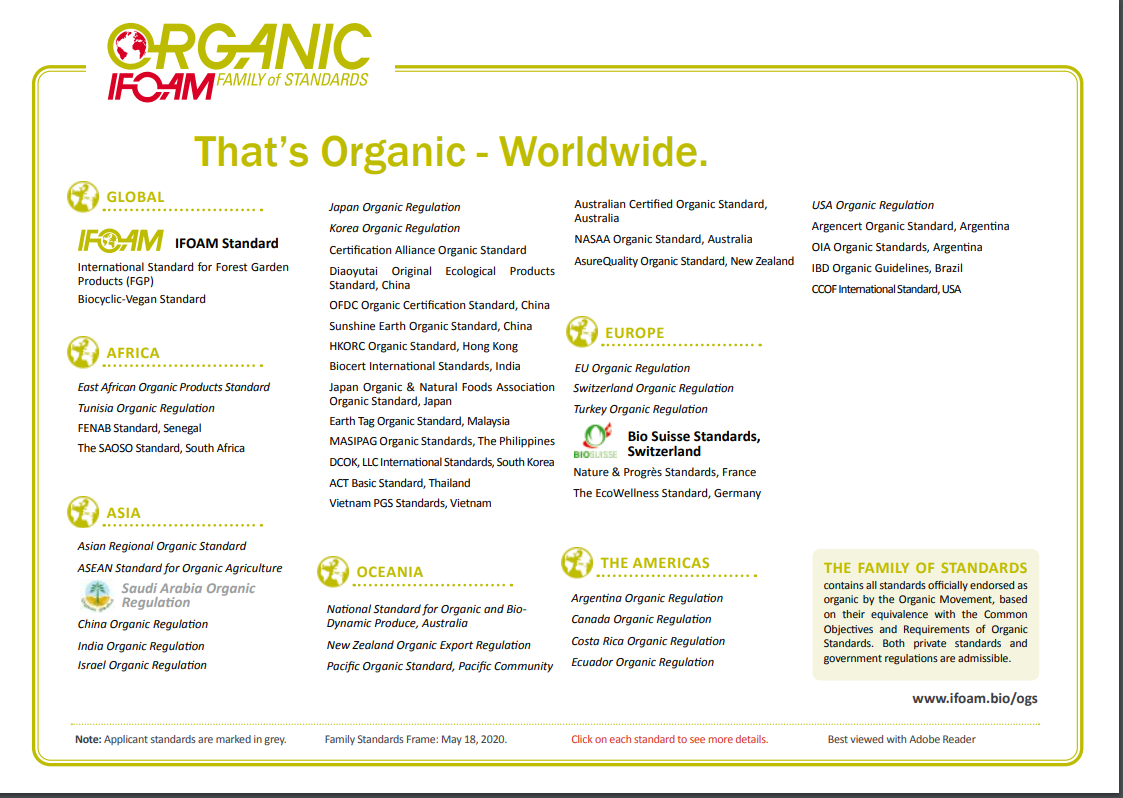 ORGANIC
IFOAM FAMILY of STANDARDS
That's Organic - Worldwide.
GLOBAL
IFOAM IFOAM Standard
International Standard for Forest Garden
Products (FGP)
Biocyclic-Vegan Standard
AFRICA
East African Organic Products Standard
Tunisia Organic Regulation
FENAB Standard, Senegal
The SAOSO Standard, South Africa
ASIA
Asian Regional Organic Standard
ASEAN Standard for Organic Agriculture
Saudi Arabia Organic
Regulation
China Organic Regulation
India Organic Regulation
Israel Organic Regulation
Japan Organic Regulation
Korea Organic Regulation
Certification Alliance Organic Standard
Diaoyutai Original Ecological Products
Standard, China
OFDC Organic Certification Standard, China
Sunshine Earth Organic Standard, China
HKORC Organic Standard, Hong Kong
Biocert International Standards, India
Japan Organic & Natural Foods Association
Organic Standard, Japan
Earth Tag Organic Standard, Malaysia
MASIPAG Organic Standards, The Philippines
DCOK, LLC International Standards, South Korea
ACT Basic Standard, Thailand
Vietnam PGS Standards, Vietnam
OCEANIA
National Standard for Organic and Bio-
Dynamic Produce, Australia
New Zealand Organic Export Regulation
Pacific Organic Standard, Pacific Community
Australian Certified Organic Standard,
Australia
NASAA Organic Standard, Australia
AsureQuality Organic Standard, New Zealand
EUROPE
EU Organic Regulation
Switzerland Organic Regulation
Turkey Organic Regulation
BIOSUISSE
Bio Suisse Standards,
Switzerland
Nature & Progrès Standards, France
The EcoWellness Standard, Germany
THE AMERICAS
Argentina Organic Regulation
Canada Organic Regulation
Costa Rica Organic Regulation
Ecuador Organic Regulation
USA Organic Regulation
Argencert Organic Standard, Argentina
OIA Organic Standards, Argentina
IBD Organic Guidelines, Brazil
CCOF International Standard, USA
THE FAMILY OF STANDARDS
contains all standards officially endorsed as
organic by the Organic Movement, based
on their equivalence with the Common
Objectives and Requirements of Organic
Standards. Both private standards and
government regulations are admissible.
www.ifoam.bio/ogs
Note: Applicant standards are marked in grey.
Family Standards Frame: May 18, 2020.
Click on each standard to see more details.
Best viewed with Adobe Reader